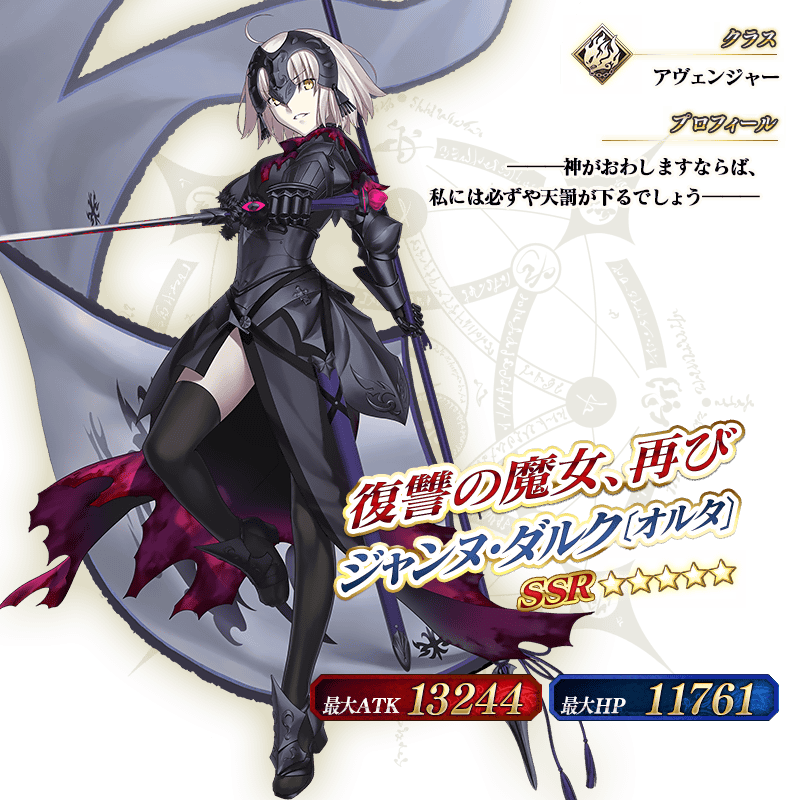 クラス
アヴェンジャー
プロフィール
―――神がおわしますならば、
私には必ずや天罰が下るでしょう―――
復讐の魔女、再び
ジャンヌ・ダルク〔オルタ〕
SSR ☆☆☆☆☆
最大ATK 13244
最大HP 11761